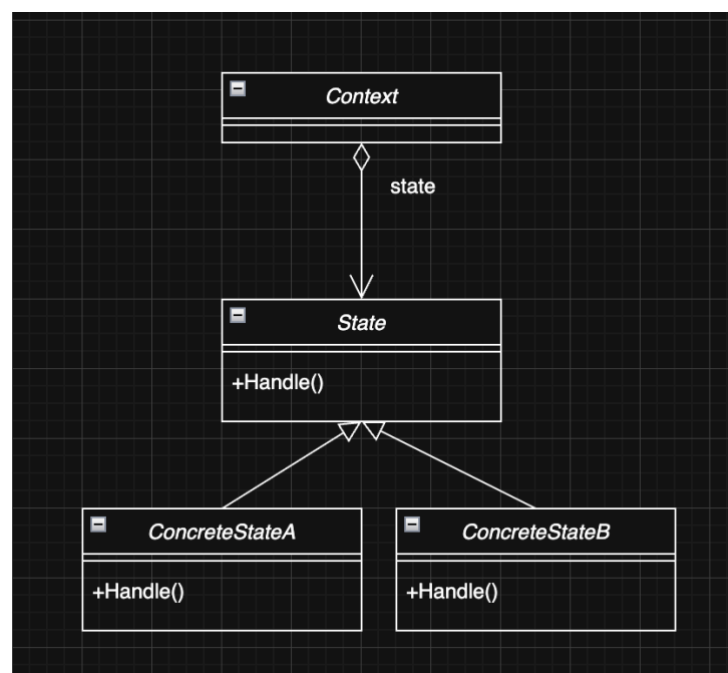 Context
state
State
+Handle()
ConcreteStateA
ConcreteStateB
+Handle()
+Handle()